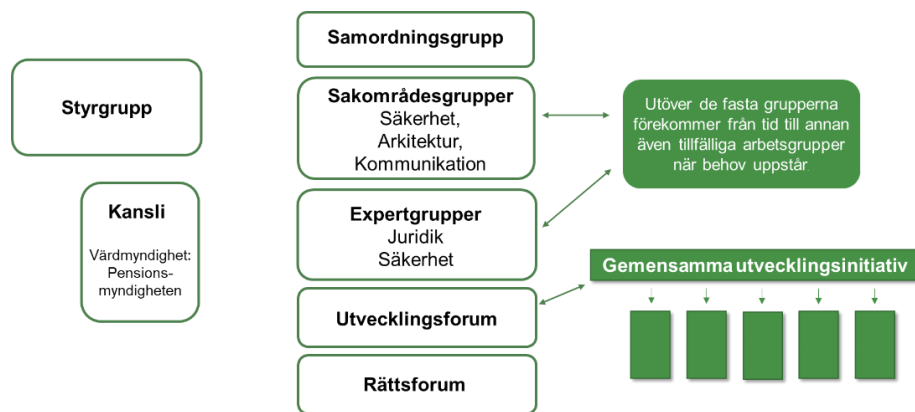 Styrgrupp
Kansli
Värdmyndighet:
Pensions-
myndigheten
Samordningsgrupp
Sakområdesgrupper
Säkerhet,
Arkitektur,
Kommunikation
Expertgrupper
Juridik
Säkerhet
Utvecklingsforum
Rättsforum
Utöver de fasta grupperna
förekommer från tid till annan
även tillfälliga arbetsgrupper
när behov uppstår
Gemensamma utvecklingsinitiativ